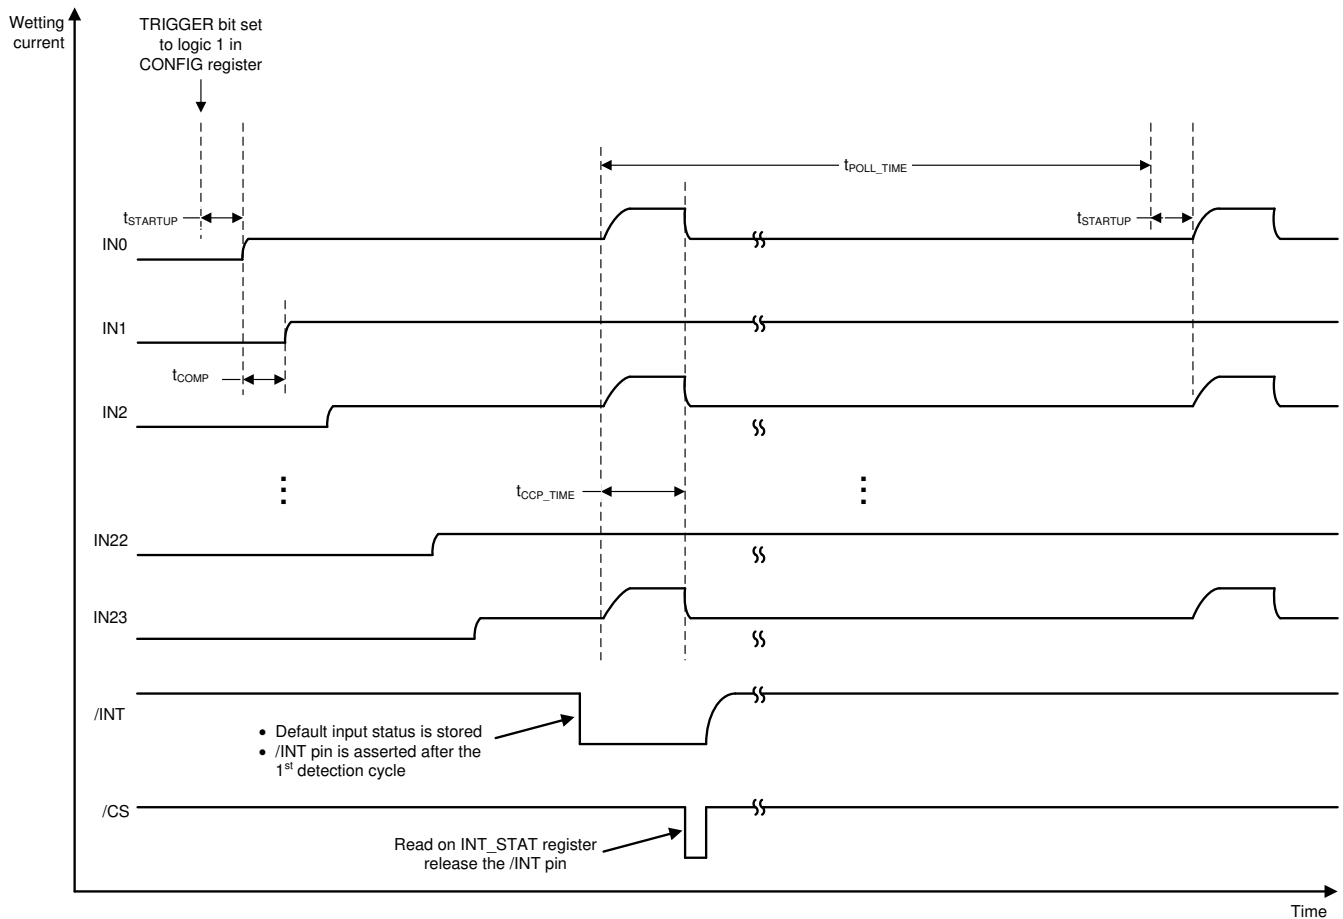 Wetting
current
TRIGGER bit set
to logic 1 in
CONFIG register
tPOLL_TIME
tSTARTUP
tSTARTUP
IN0
IN1
tCOMP
IN2
tCCP_TIME
IN22
IN23
/INT
• Default input status is stored
• /INT pin is asserted after the
1st detection cycle
/CS
Read on INT_STAT register
release the /INT pin
Time